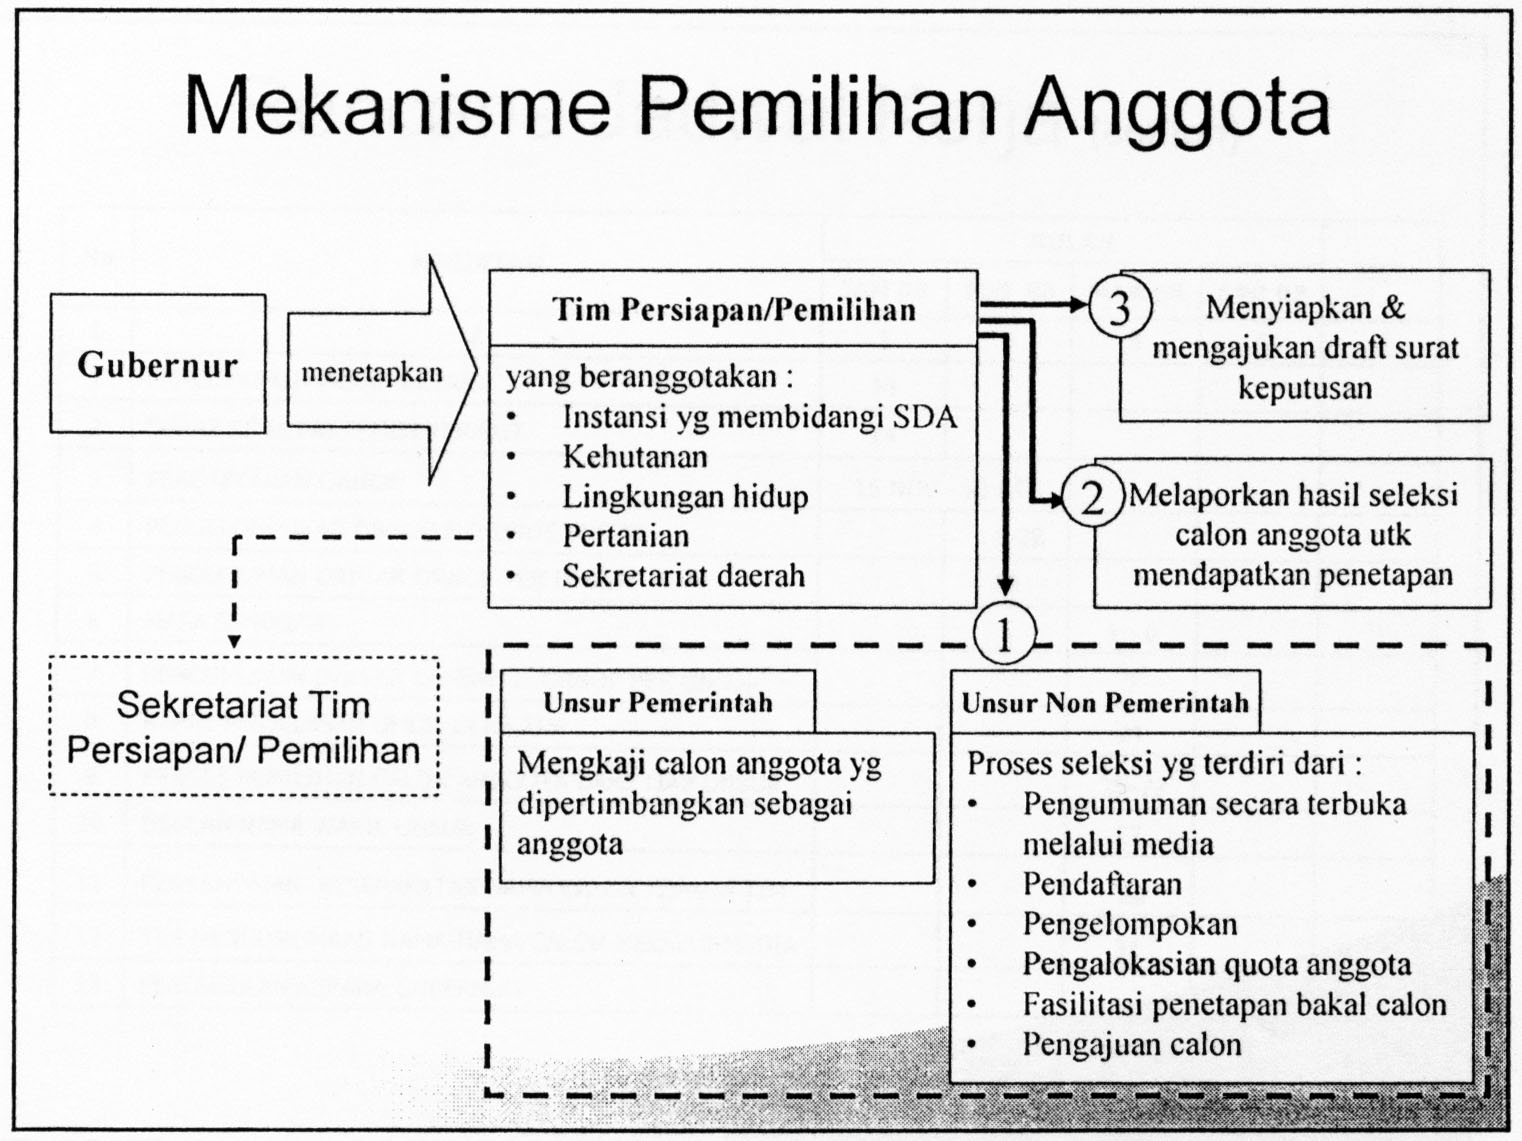 Mekanisme Pemilihan Anggota
Gubernur
menetapkan
Tim Persiapan/Pemilihan
yang beranggotakan :
• Instansi yg membidangi SDA
• Kehutanan
• Lingkungan hidup
• Pertanian
• Sekretariat daerah
3
Menyiapkan &
mengajukan draft surat
keputusan
2
Melaporkan hasil seleksi
calon anggota utk
mendapatkan penetapan
1
Sekretariat Tim
Persiapan/ Pemilihan
Unsur Pemerintah
Mengkaji calon anggota yg
dipertimbangkan sebagai
anggota
Unsur Non Pemerintah
Proses seleksi yg terdiri dari :
• Pengumuman secara terbuka
melalui media
• Pendaftaran
• Pengelompokan
• Pengalokasian quota anggota
• Fasilitasi penetapan bakal calon
• Pengajuan calon